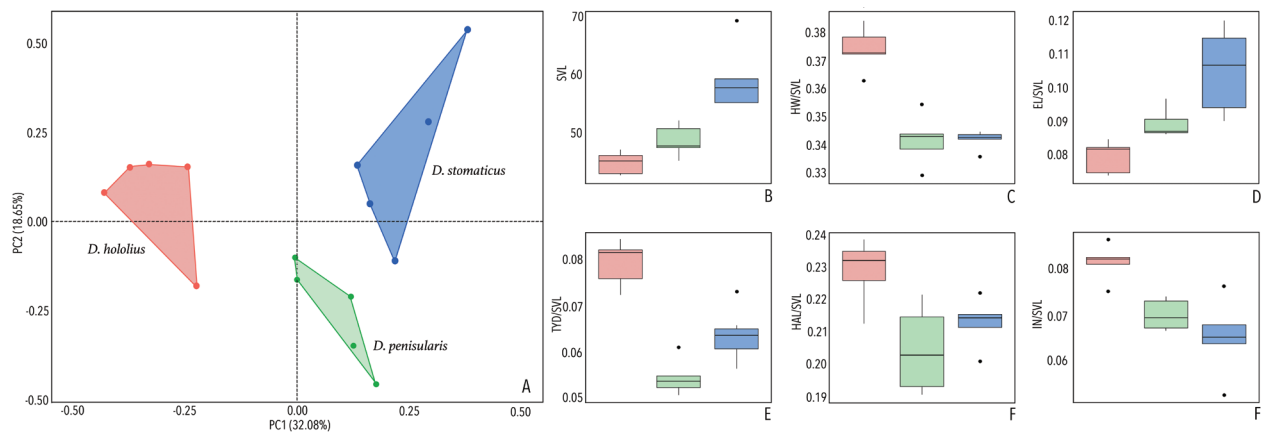 0.50
0.25
0.00
-0.25
-0.50
PC2 (18.65%)
-0.50
-0.25
0.00
0.25
0.50
PC1 (32.08%)
D. hololius
D. stomaticus
D. penisularis
A
70
60
50
SVL
B
0.38
0.37
0.36
0.35
0.34
0.33
HW/SVL
C
0.12
0.11
0.10
0.09
0.08
EL/SVL
D
0.08
0.07
0.06
0.05
TYD/SVL
E
0.24
0.23
0.22
0.21
0.20
0.19
HAL/SVL
F
0.08
0.07
0.06
IN/SVL
F